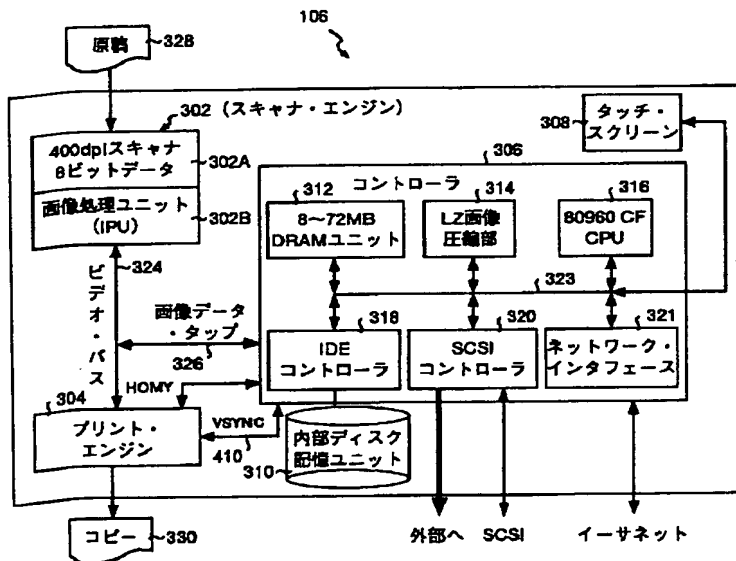 106
原稿
328
302 (スキャナ・エンジン)
400dpiスキャナ
8ビットデータ
302A
画像処理ユニット
(IPU)
302B
324
ビデオ・バス
画像データ
・タップ
326
HOMY
304
プリント・
エンジン
VSYNC
410
コピー
330
308
タッチ・
スクリーン
306
コントローラ
312
8〜72MB
DRAMユニット
314
LZ画像
圧縮部
316
80960 CF
CPU
323
318
IDE
コントローラ
320
SCSI
コントローラ
321
ネットワーク・
インタフェース
内部ディスク
記憶ユニット
310
外部へ
SCSI
イーサネット